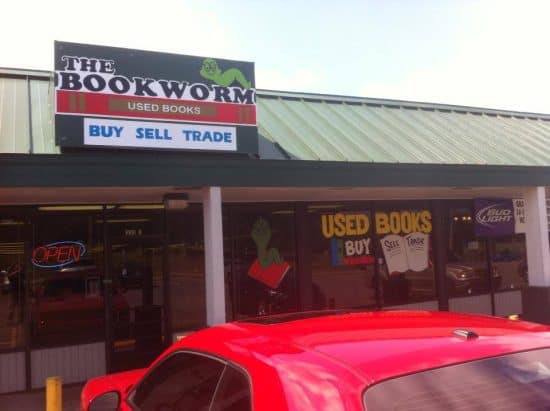 THE
BOOKWORM
USED BOOKS
BUY SELL TRADE
OPEN
USED BOOKS
BUY
SELL
TRADE
BUD LIGHT